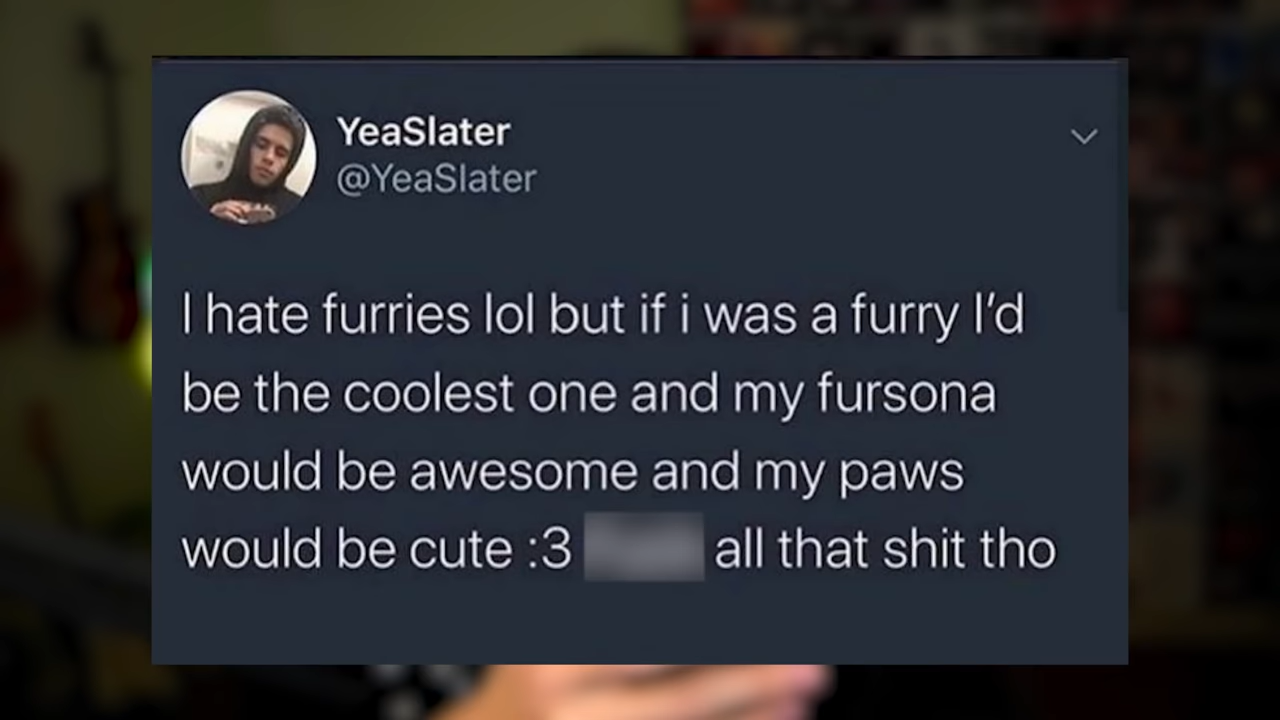 YeaSlater
@YeaSlater
I hate furries lol but if i was a furry I'd
be the coolest one and my fursona
would be awesome and my paws
would be cute :3 all that shit tho